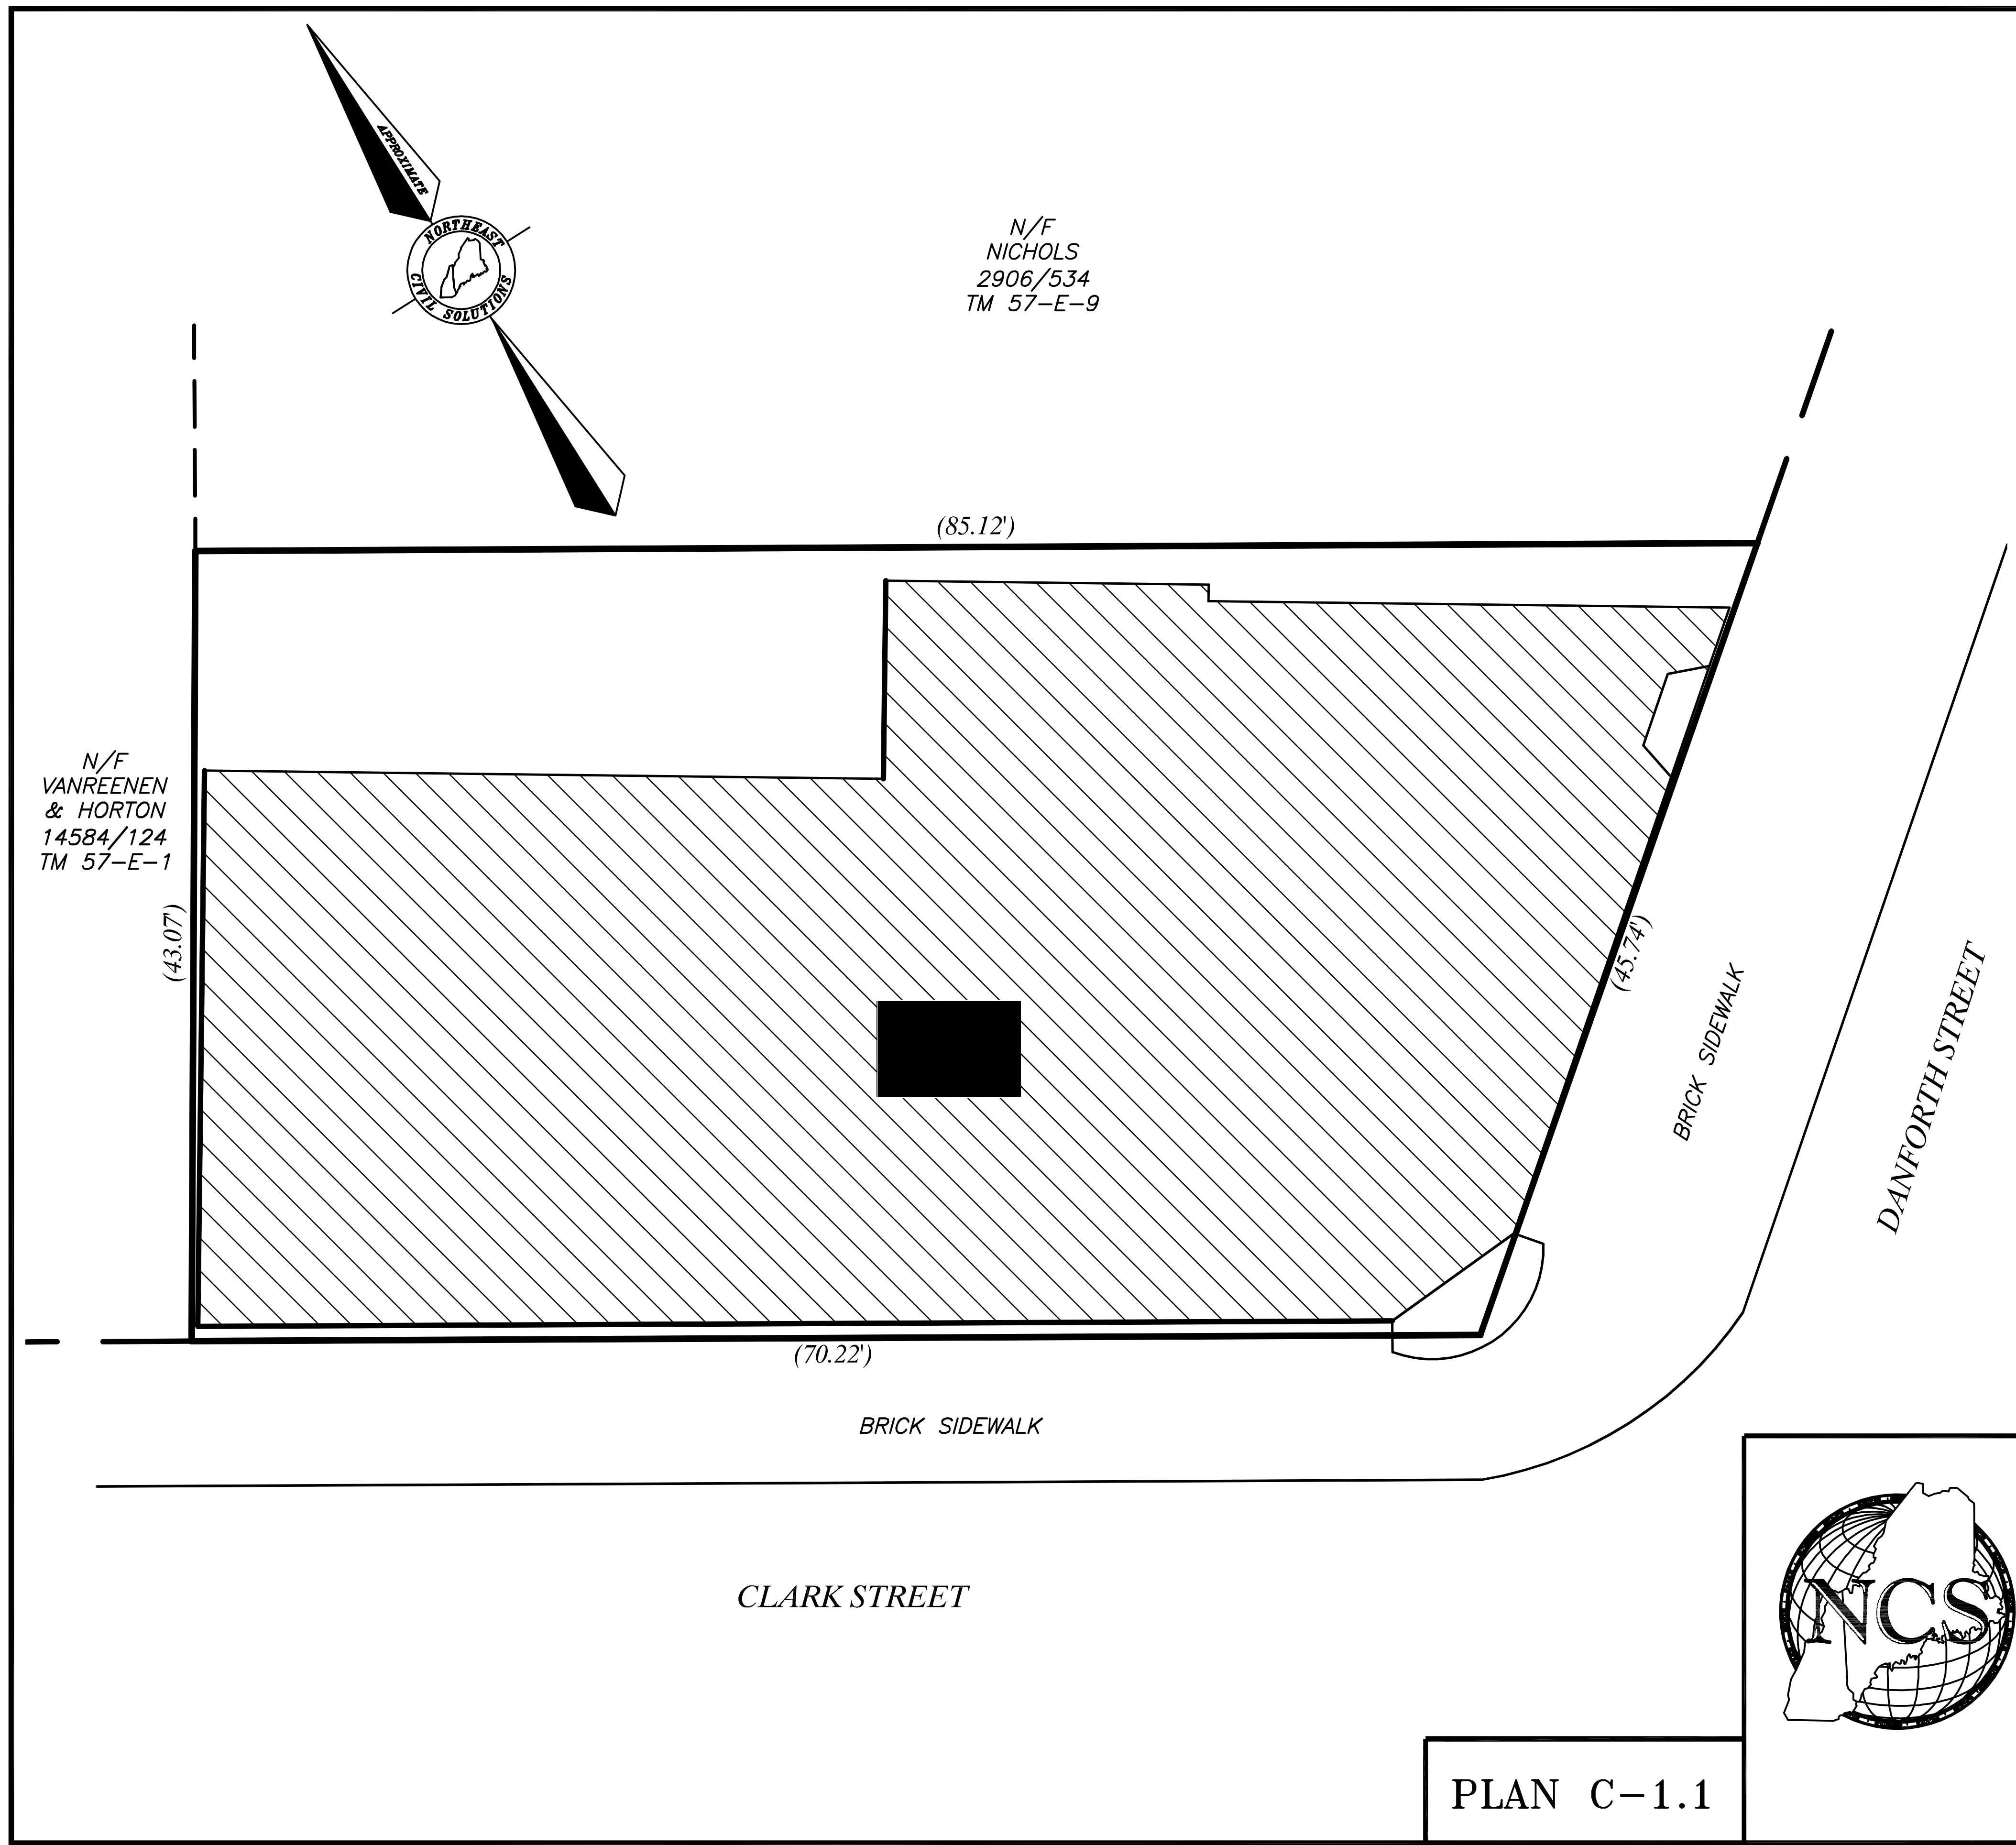 APPROXIMATE
NORTHEAST
CIVIL SOLUTIONS
N/F
NICHOLS
2906/534
TM 57-E-9
(85.12')
N/F
VANREENEN
& HORTON
14584/124
TM 57-E-1
(43.07')
(45.74')
BRICK SIDEWALK
DANFORTH STREET
(70.22')
BRICK SIDEWALK
CLARK STREET
NCS
PLAN C-1.1